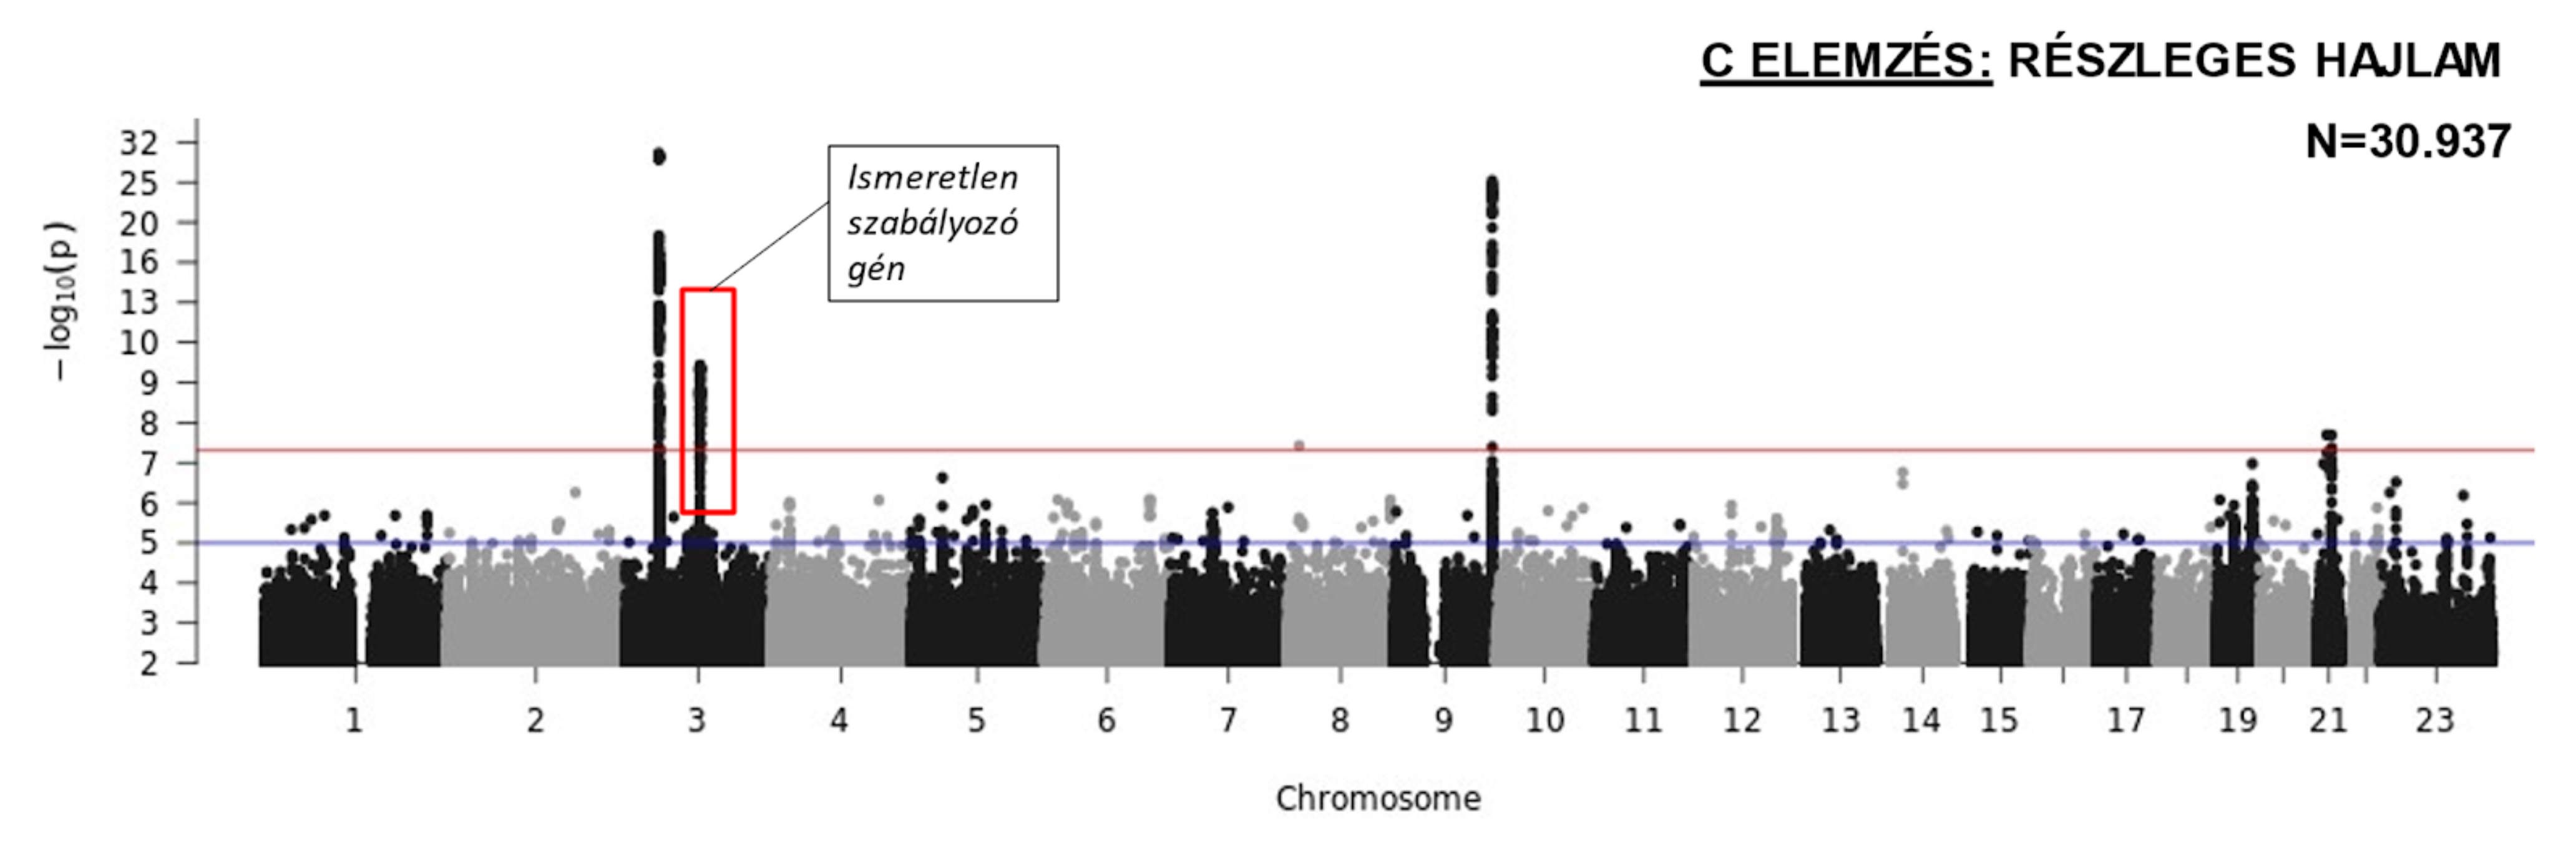 C ELEMZÉS: RÉSZLEGES HAJLAM
N=30.937
Ismeretlen
szabályozó
gén
−log10(p)
32
25
20
16
13
10
9
8
7
6
5
4
3
2
1 2 3 4 5 6 7 8 9 10 11 12 13 14 15 17 19 21 23
Chromosome